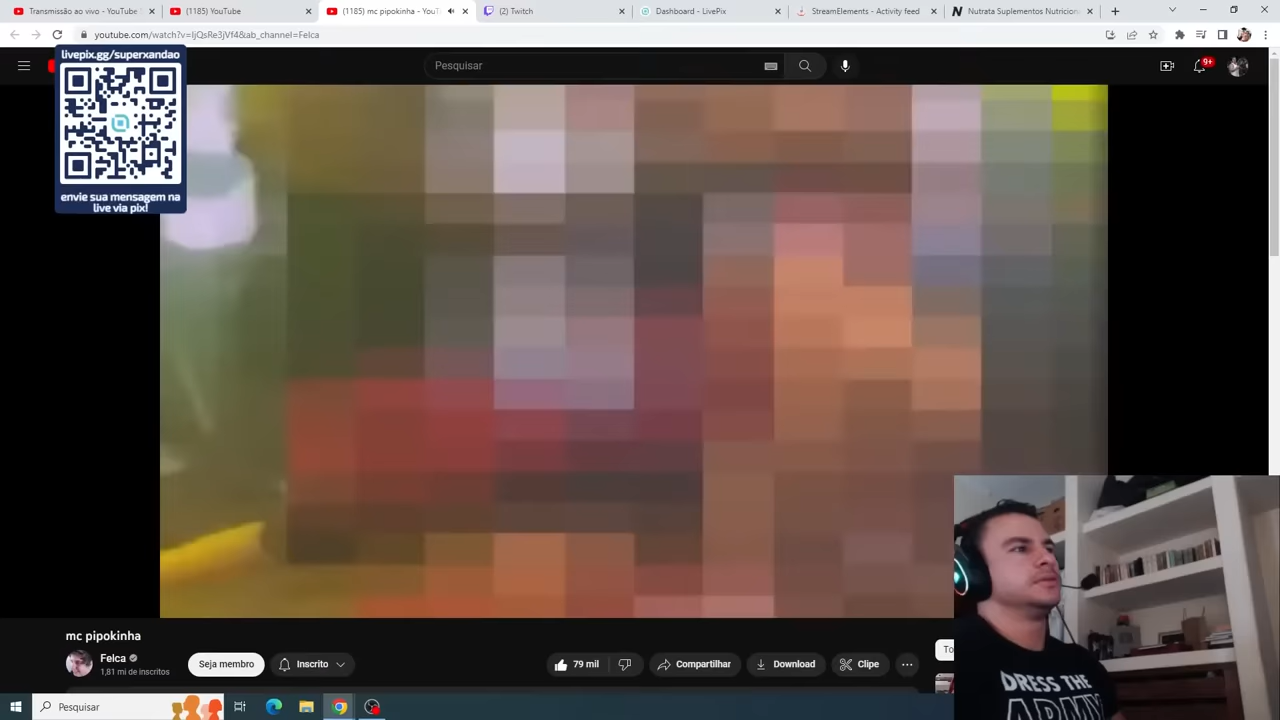 Transmissão ao vivo - YouTube
(1185) YouTube
(1185) mc pipokinha - YouT
(2) Twitch
Dashboard - LivePix
StreamElements - Activity feed
Nutrata Suplementos Nutricion
youtube.com/watch?v=IjQsRe3jVf4&ab_channel=Felca
livepix.gg/superxandao
Pesquisar
9+
envie sua mensagem na
live via pix!
mc pipokinha
Felca
1,81 mi de inscritos
Seja membro
Inscrito
79 mil
Compartilhar
Download
Clipe
To
DRESS THE
ARMY
Pesquisar